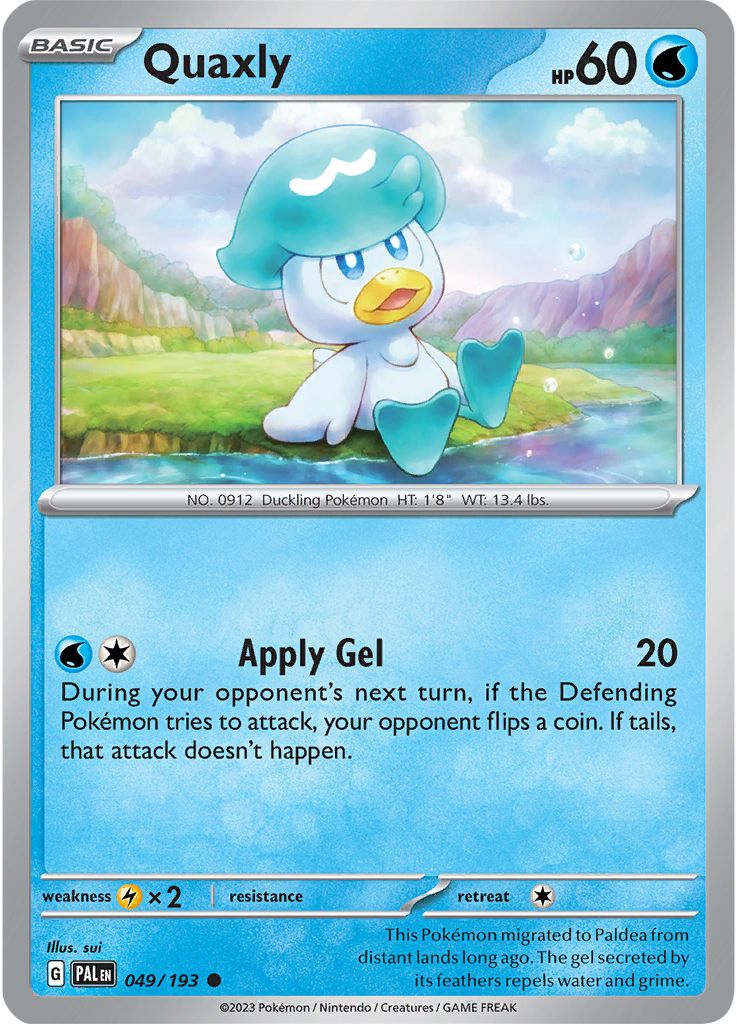 BASIC
Quaxly
HP60
NO. 0912 Duckling Pokémon HT: 1'8" WT: 13.4 lbs.
Apply Gel 20
During your opponent's next turn, if the Defending
Pokémon tries to attack, your opponent flips a coin. If tails,
that attack doesn't happen.
weakness ×2 resistance retreat
Illus. sui
G PAL EN 049/193
This Pokémon migrated to Paldea from
distant lands long ago. The gel secreted by
its feathers repels water and grime.
©2023 Pokémon / Nintendo / Creatures / GAME FREAK